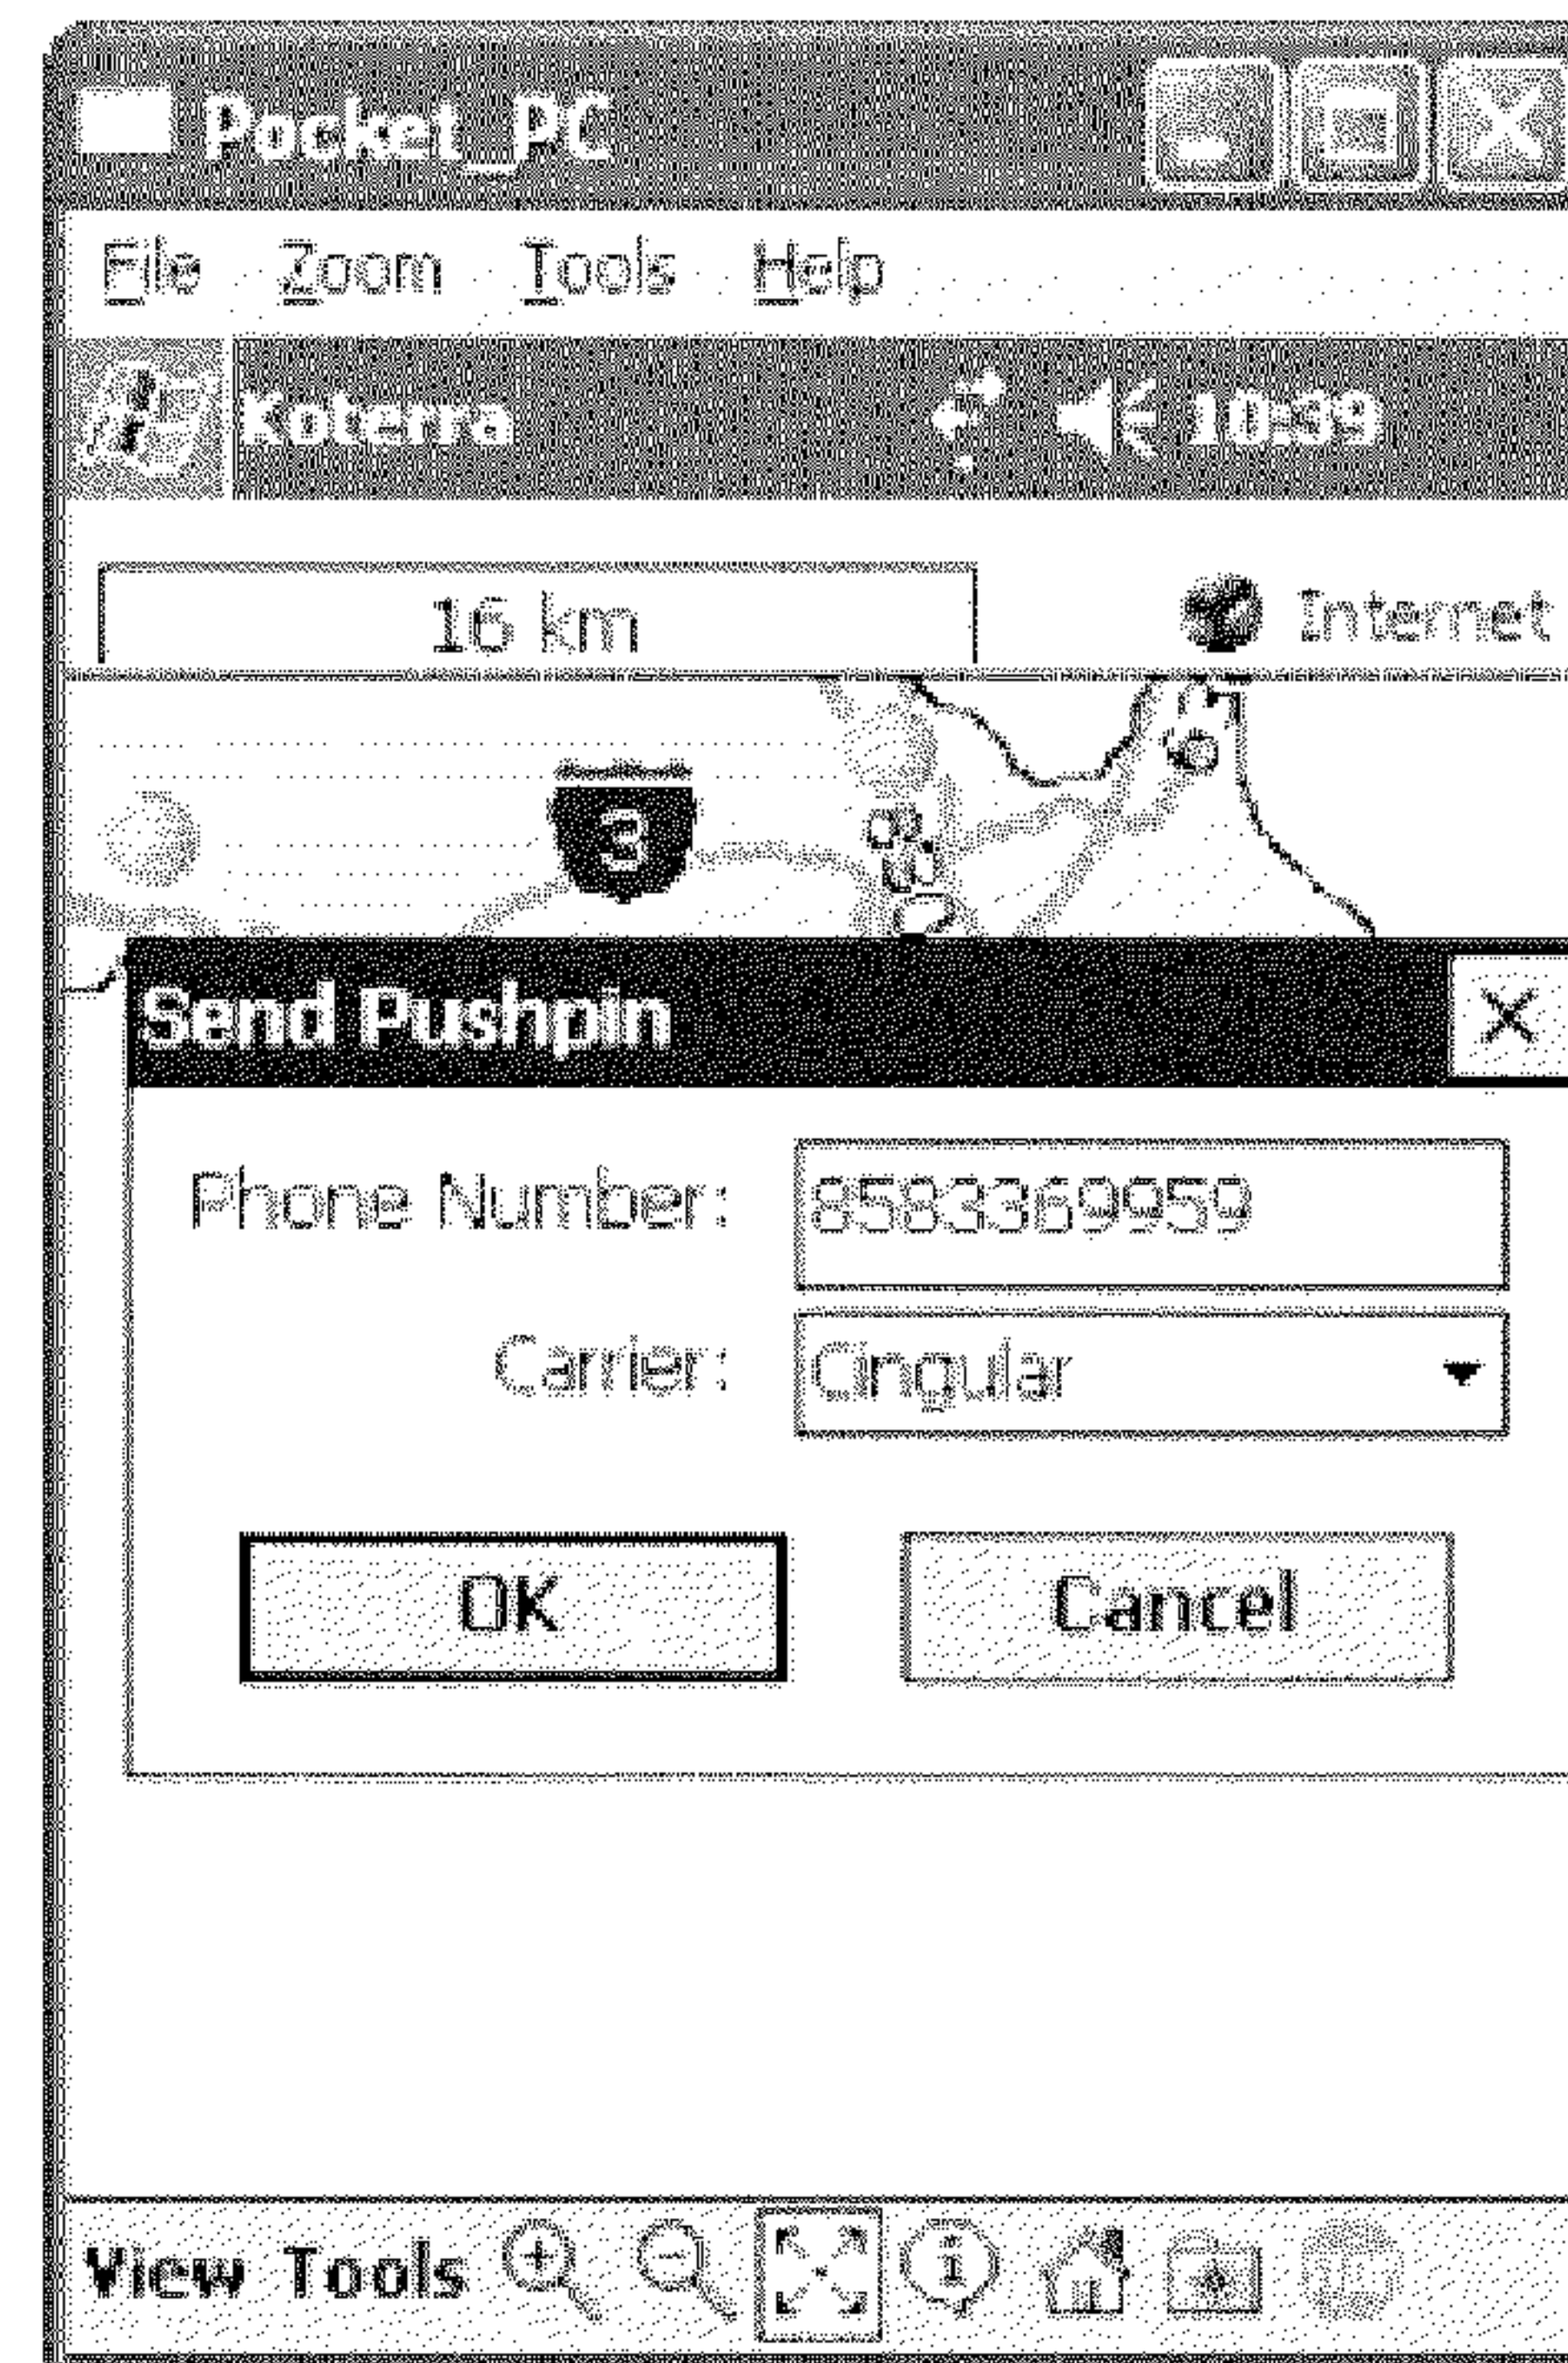 Pocket_PC
File Zoom Tools Help
Koterra 10:39
16 km Internet
3
Send Pushpin
Phone Number: 8583369959
Carrier: Cingular
OK Cancel
View Tools